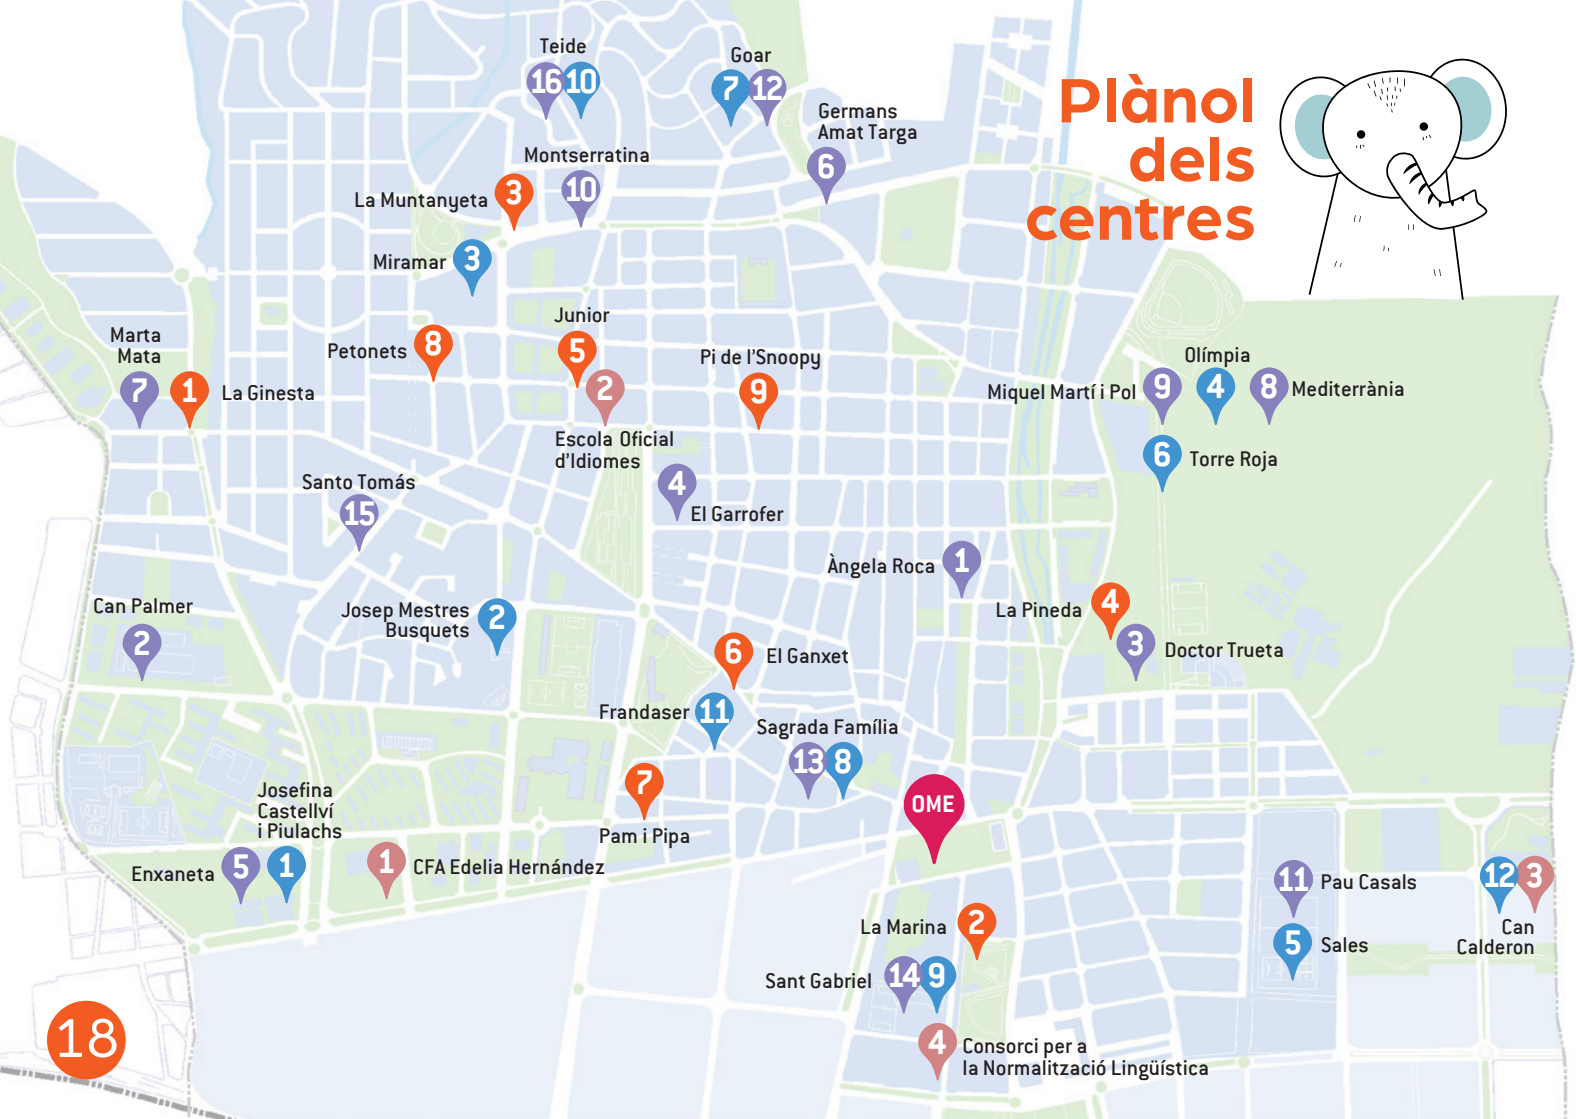 Plànol
dels
centres
Teide
16 10
Goar
7 12
Germans
Amat Targa
6
Montserratina
10
La Muntanyeta 3
Miramar 3
Marta
Mata
7
1 La Ginesta
Petonets 8
Junior
5
2
Escola Oficial
d'Idiomes
Pi de l'Snoopy
9
Olímpia
Miquel Martí i Pol 9 4 8 Mediterrània
6 Torre Roja
Santo Tomás
15
4
El Garrofer
Àngela Roca 1
La Pineda 4
3 Doctor Trueta
Can Palmer
2
Josep Mestres
Busquets
2
6 El Ganxet
Frandaser 11
Sagrada Família
13 8
7
Pam i Pipa
OME
Josefina
Castellví
i Piulachs
Enxaneta 5 1
1 CFA Edelia Hernández
11 Pau Casals
5 Sales
12 3
Can
Calderon
La Marina 2
Sant Gabriel 14 9
4 Consorci per a
la Normalització Lingüística
18